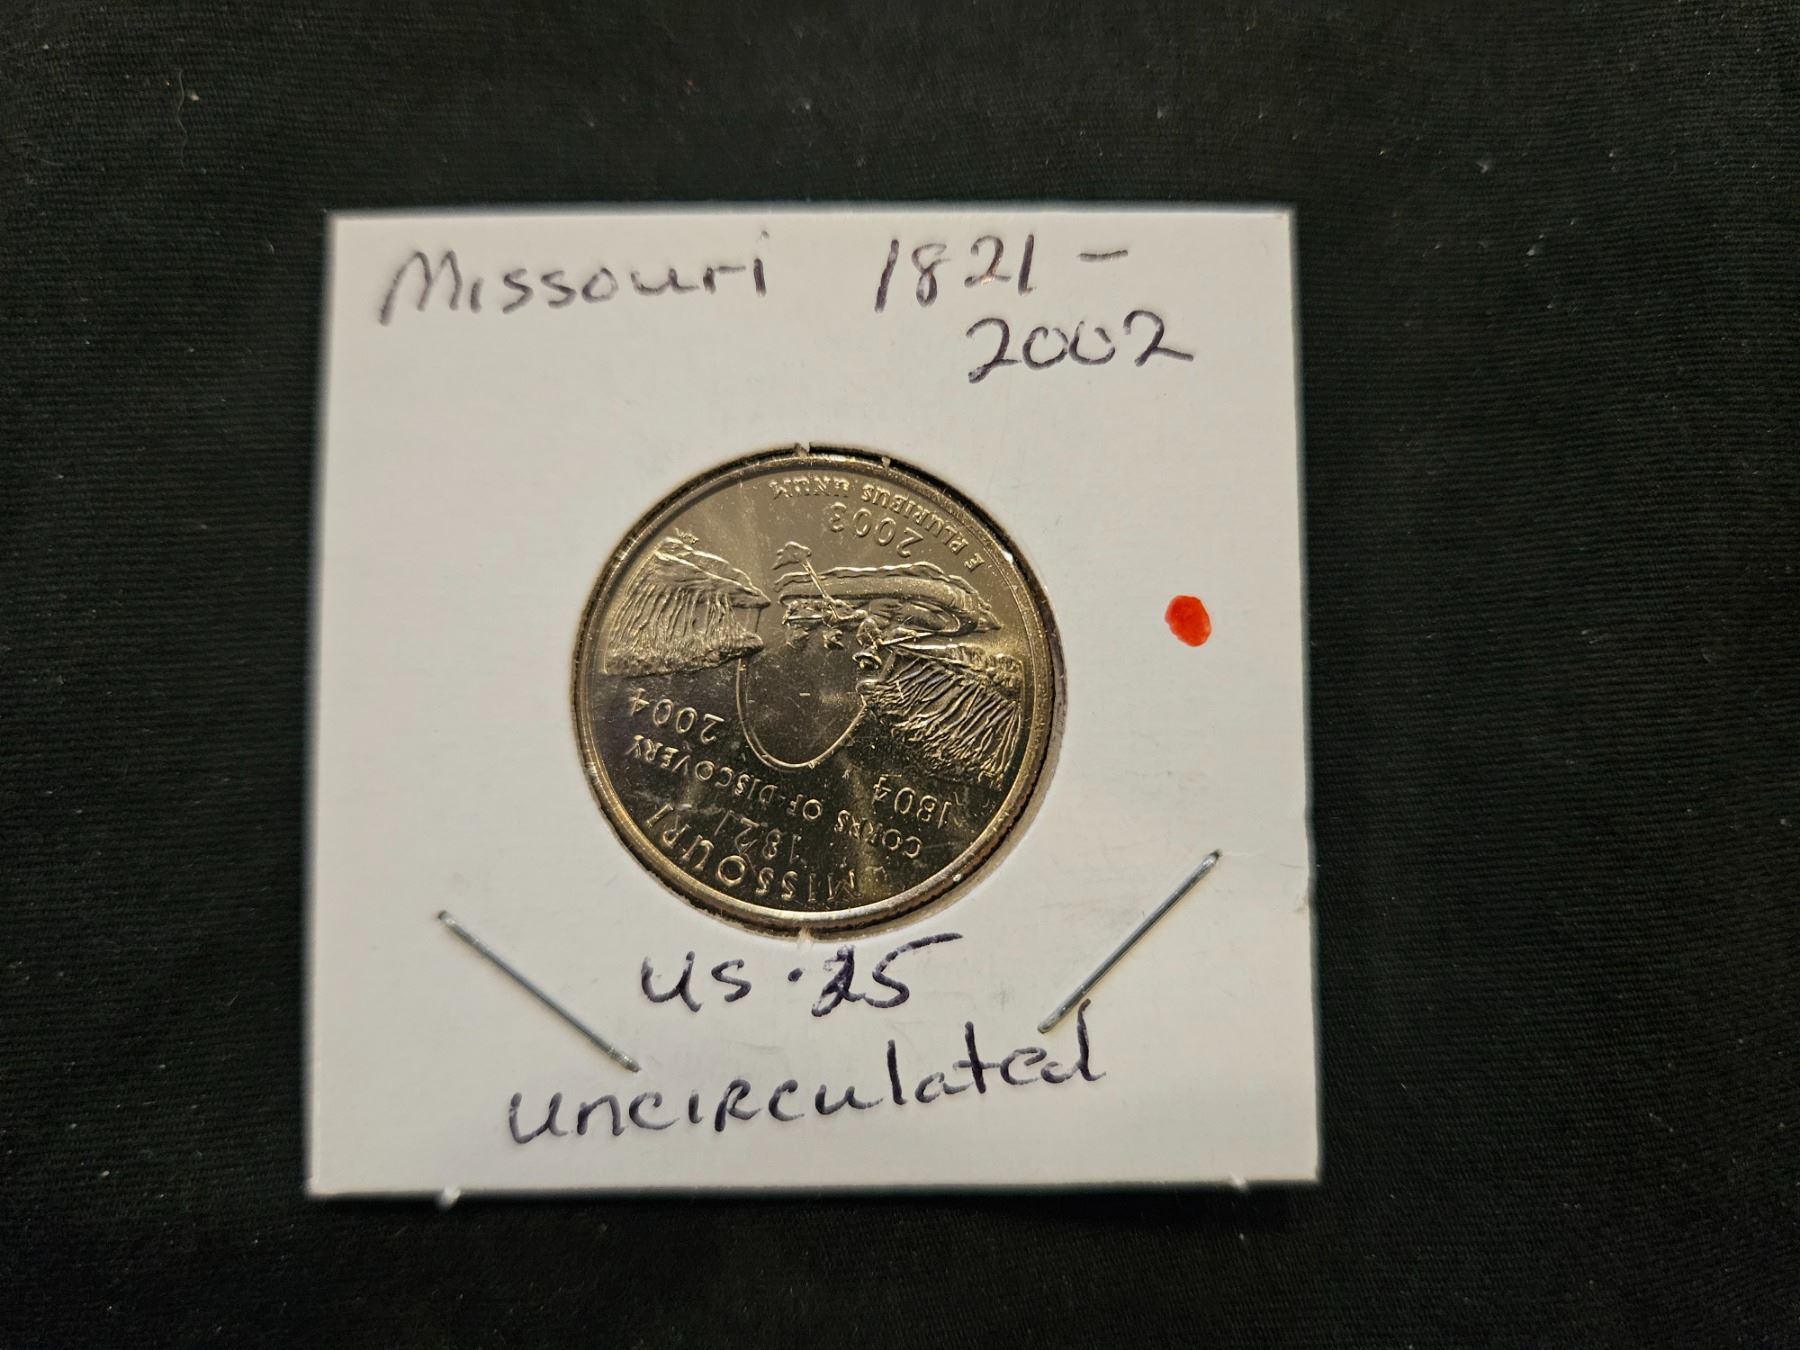 Missouri 1821-
2002
E PLURIBUS UNUM
2003
2004
1804
CORPS OF DISCOVERY
1821
MISSOURI
US .25
uncirculated